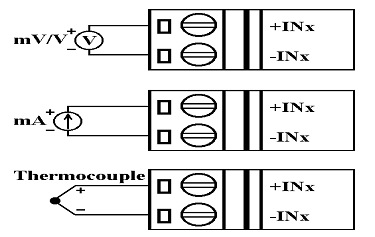 mV/V + V − +INx
-INx
mA + − +INx
-INx
Thermocouple
+ +INx
− -INx